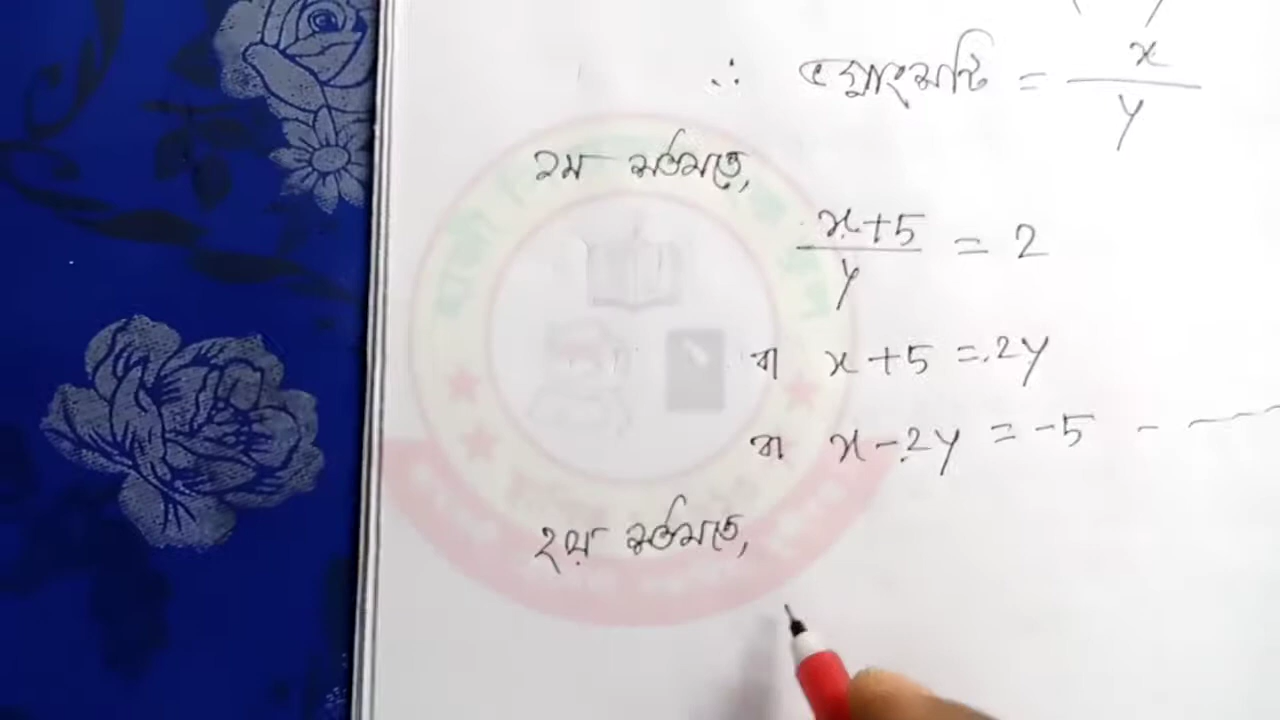 ∴ ভগ্নাংশটি = x/y
১ম শর্তমতে,
x+5/y = 2
বা x+5 = 2y
বা x-2y = -5 - —
২য় শর্তমতে,